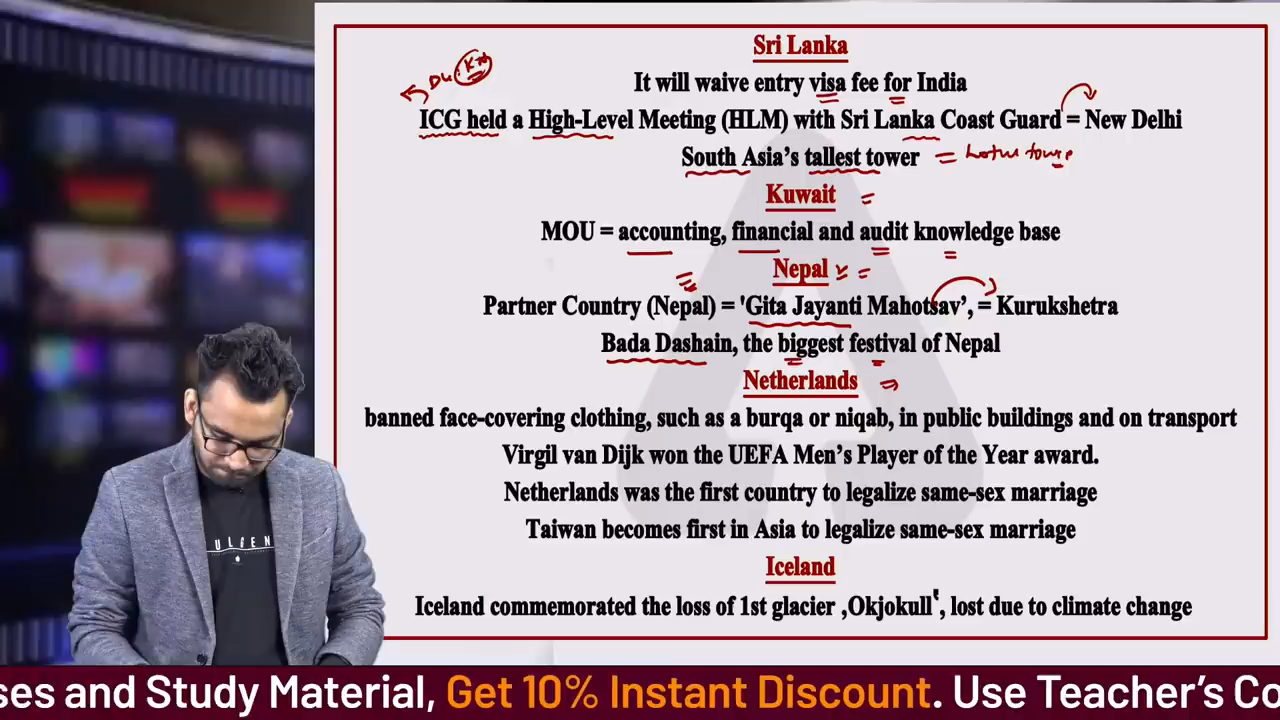 Sri Lanka
It will waive entry visa fee for India
ICG held a High-Level Meeting (HLM) with Sri Lanka Coast Guard = New Delhi
South Asia's tallest tower = Lotus tower
Kuwait =
MOU = accounting, financial and audit knowledge base
Nepal =
Partner Country (Nepal) = 'Gita Jayanti Mahotsav', = Kurukshetra
Bada Dashain, the biggest festival of Nepal
Netherlands
banned face-covering clothing, such as a burqa or niqab, in public buildings and on transport
Virgil van Dijk won the UEFA Men's Player of the Year award.
Netherlands was the first country to legalize same-sex marriage
Taiwan becomes first in Asia to legalize same-sex marriage
Iceland
Iceland commemorated the loss of 1st glacier ,Okjokull‛, lost due to climate change
ses and Study Material, Get 10% Instant Discount. Use Teacher's Co